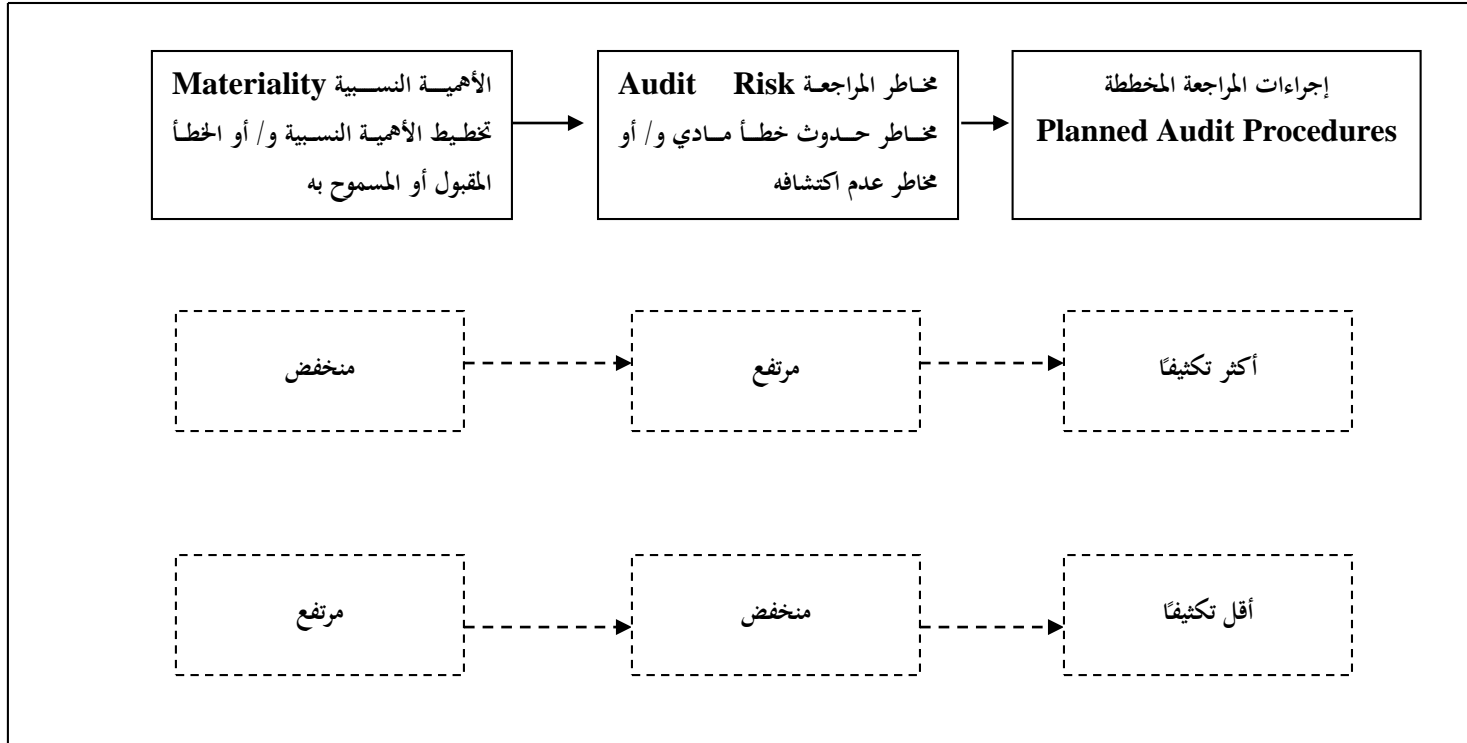 الأهمية النسبية Materiality
تخطيط الأهمية النسبية و/ أو الخطأ
المقبول أو المسموح به
مخاطر المراجعة Audit Risk
مخاطر حدوث خطأ مادي و/ أو
مخاطر عدم اكتشافه
إجراءات المراجعة المخططة
Planned Audit Procedures
منخفض
مرتفع
أكثر تكثيفًا
مرتفع
منخفض
أقل تكثيفًا